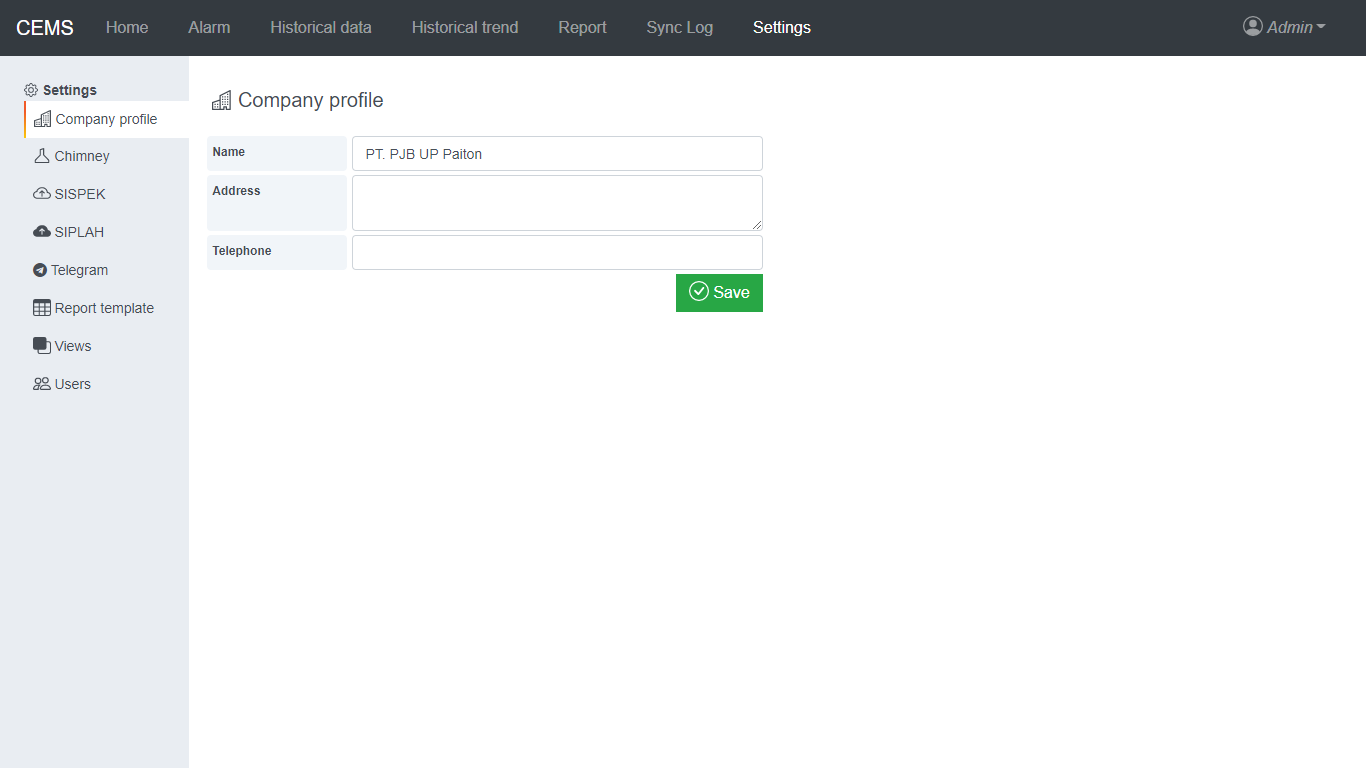 CEMS Home Alarm Historical data Historical trend Report Sync Log Settings Admin
Settings
Company profile
Chimney
SISPEK
SIPLAH
Telegram
Report template
Views
Users
Company profile
Name PT. PJB UP Paiton
Address
Telephone
Save